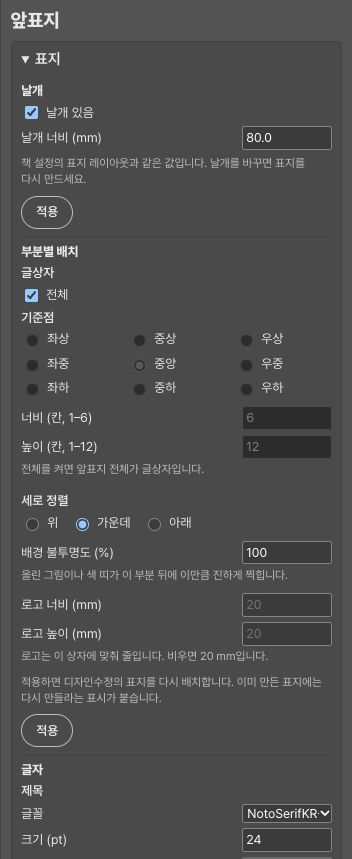 앞표지
▼ 표지
날개
날개 있음
날개 너비 (mm) 80.0
책 설정의 표지 레이아웃과 같은 값입니다. 날개를 바꾸면 표지를
다시 만드세요.
적용
부분별 배치
글상자
전체
기준점
좌상 중상 우상
좌중 중앙 우중
좌하 중하 우하
너비 (칸, 1–6) 6
높이 (칸, 1–12) 12
전체를 켜면 앞표지 전체가 글상자입니다.
세로 정렬
위 가운데 아래
배경 불투명도 (%) 100
올린 그림이나 색 띠가 이 부분 뒤에 이만큼 진하게 찍힙니다.
로고 너비 (mm) 20
로고 높이 (mm) 20
로고는 이 상자에 맞춰 줄입니다. 비우면 20 mm입니다.
적용하면 디자인수정의 표지를 다시 배치합니다. 이미 만든 표지에는
다시 만들라는 표시가 붙습니다.
적용
글자
제목
글꼴 NotoSerifKR
크기 (pt) 24